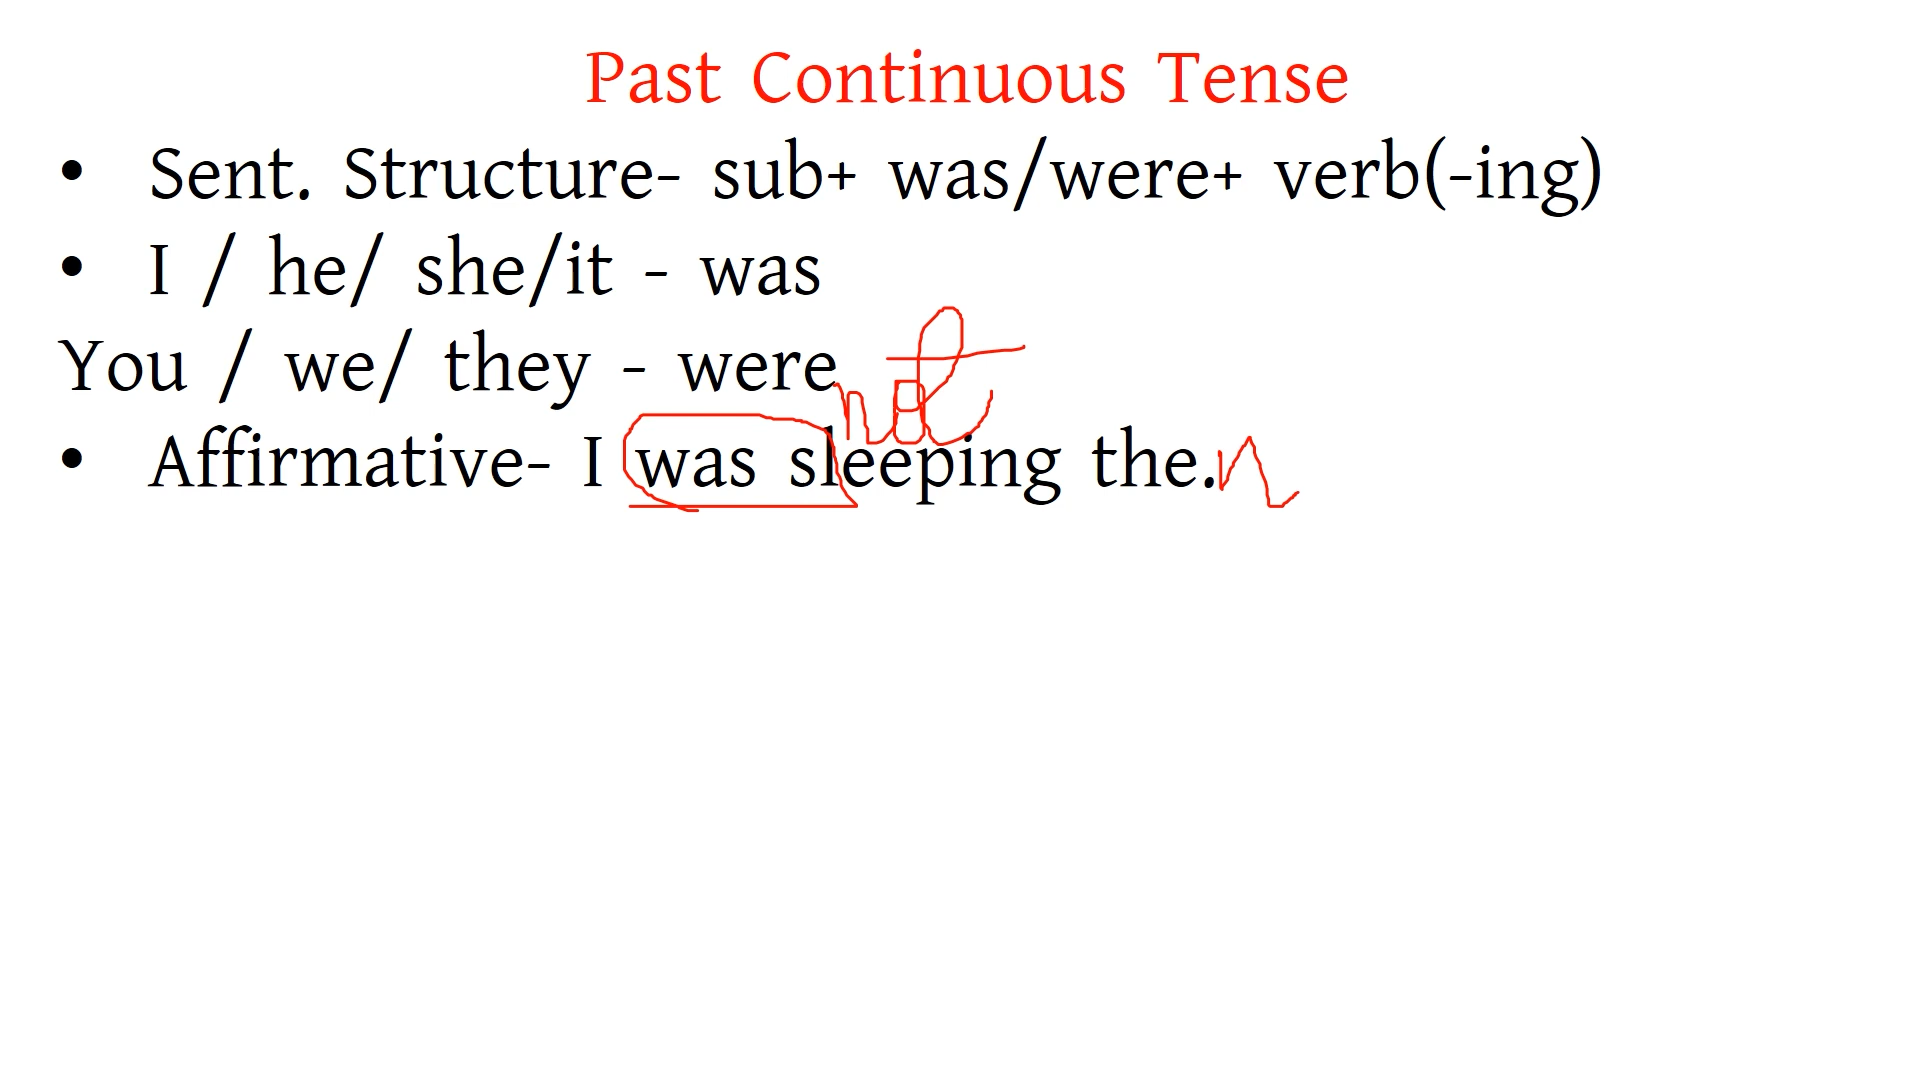 Past Continuous Tense
• Sent. Structure- sub+ was/were+ verb(-ing)
• I / he/ she/it - was
You / we/ they - were
not
• Affirmative- I was sleeping the.n